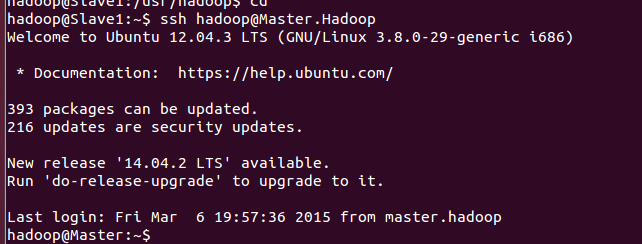 hadoop@Slave1:/usr/hadoop$ cd
hadoop@Slave1:~$ ssh hadoop@Master.Hadoop
Welcome to Ubuntu 12.04.3 LTS (GNU/Linux 3.8.0-29-generic i686)
* Documentation:  https://help.ubuntu.com/
393 packages can be updated.
216 updates are security updates.
New release '14.04.2 LTS' available.
Run 'do-release-upgrade' to upgrade to it.
Last login: Fri Mar  6 19:57:36 2015 from master.hadoop
hadoop@Master:~$